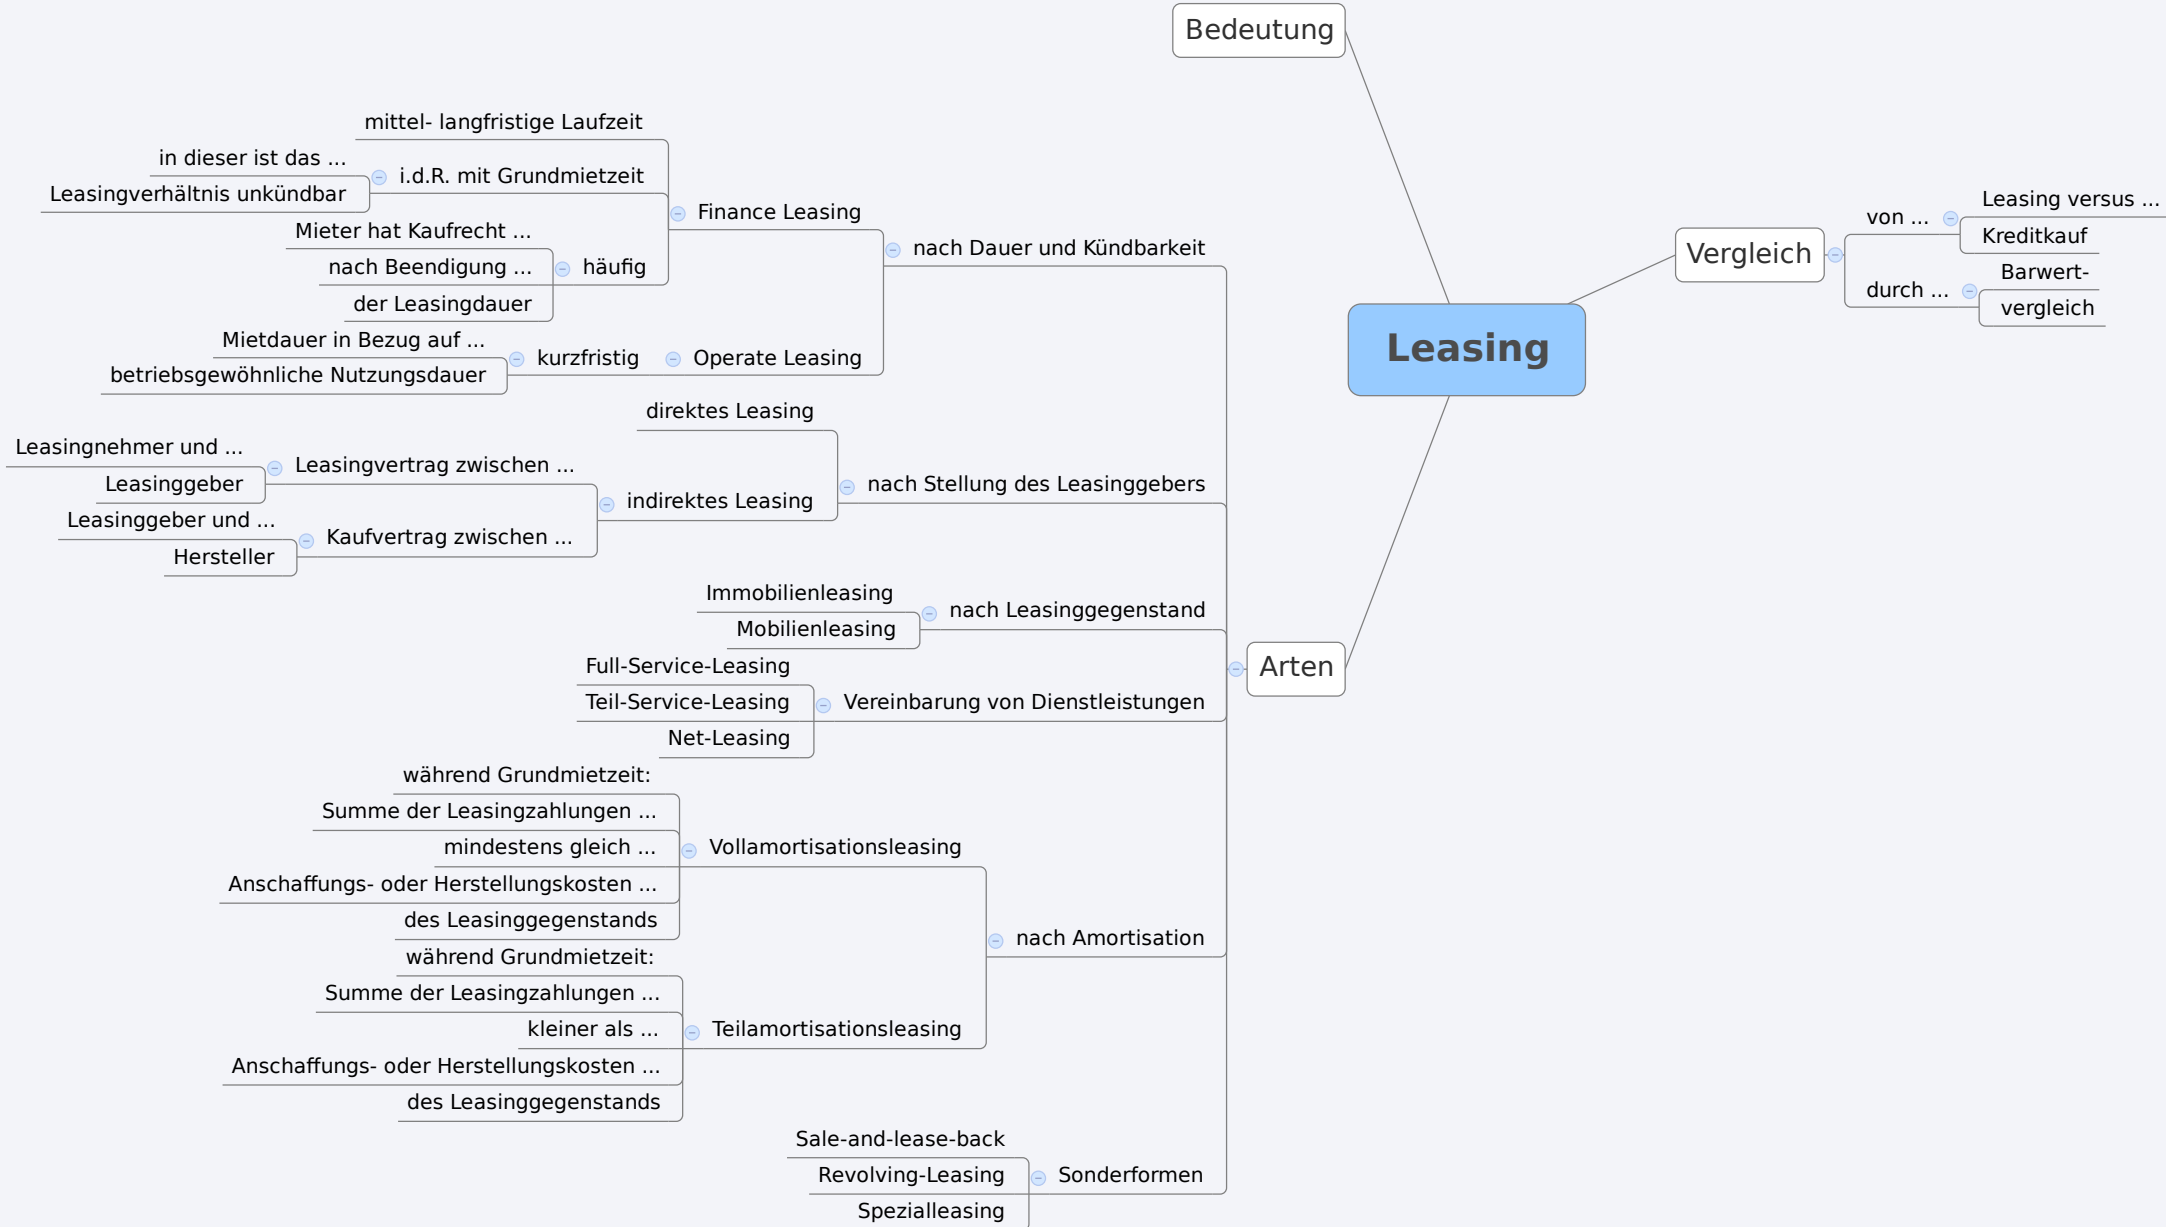 Bedeutung
Leasing
Vergleich
von ...
Leasing versus ...
Kreditkauf
durch ...
Barwert-
vergleich
Arten
nach Dauer und Kündbarkeit
Finance Leasing
mittel- langfristige Laufzeit
i.d.R. mit Grundmietzeit
in dieser ist das ...
Leasingverhältnis unkündbar
häufig
Mieter hat Kaufrecht ...
nach Beendigung ...
der Leasingdauer
Operate Leasing
kurzfristig
Mietdauer in Bezug auf ...
betriebsgewöhnliche Nutzungsdauer
nach Stellung des Leasinggebers
direktes Leasing
indirektes Leasing
Leasingvertrag zwischen ...
Leasingnehmer und ...
Leasinggeber
Kaufvertrag zwischen ...
Leasinggeber und ...
Hersteller
nach Leasinggegenstand
Immobilienleasing
Mobilienleasing
Vereinbarung von Dienstleistungen
Full-Service-Leasing
Teil-Service-Leasing
Net-Leasing
nach Amortisation
Vollamortisationsleasing
während Grundmietzeit:
Summe der Leasingzahlungen ...
mindestens gleich ...
Anschaffungs- oder Herstellungskosten ...
des Leasinggegenstands
Teilamortisationsleasing
während Grundmietzeit:
Summe der Leasingzahlungen ...
kleiner als ...
Anschaffungs- oder Herstellungskosten ...
des Leasinggegenstands
Sonderformen
Sale-and-lease-back
Revolving-Leasing
Spezialleasing